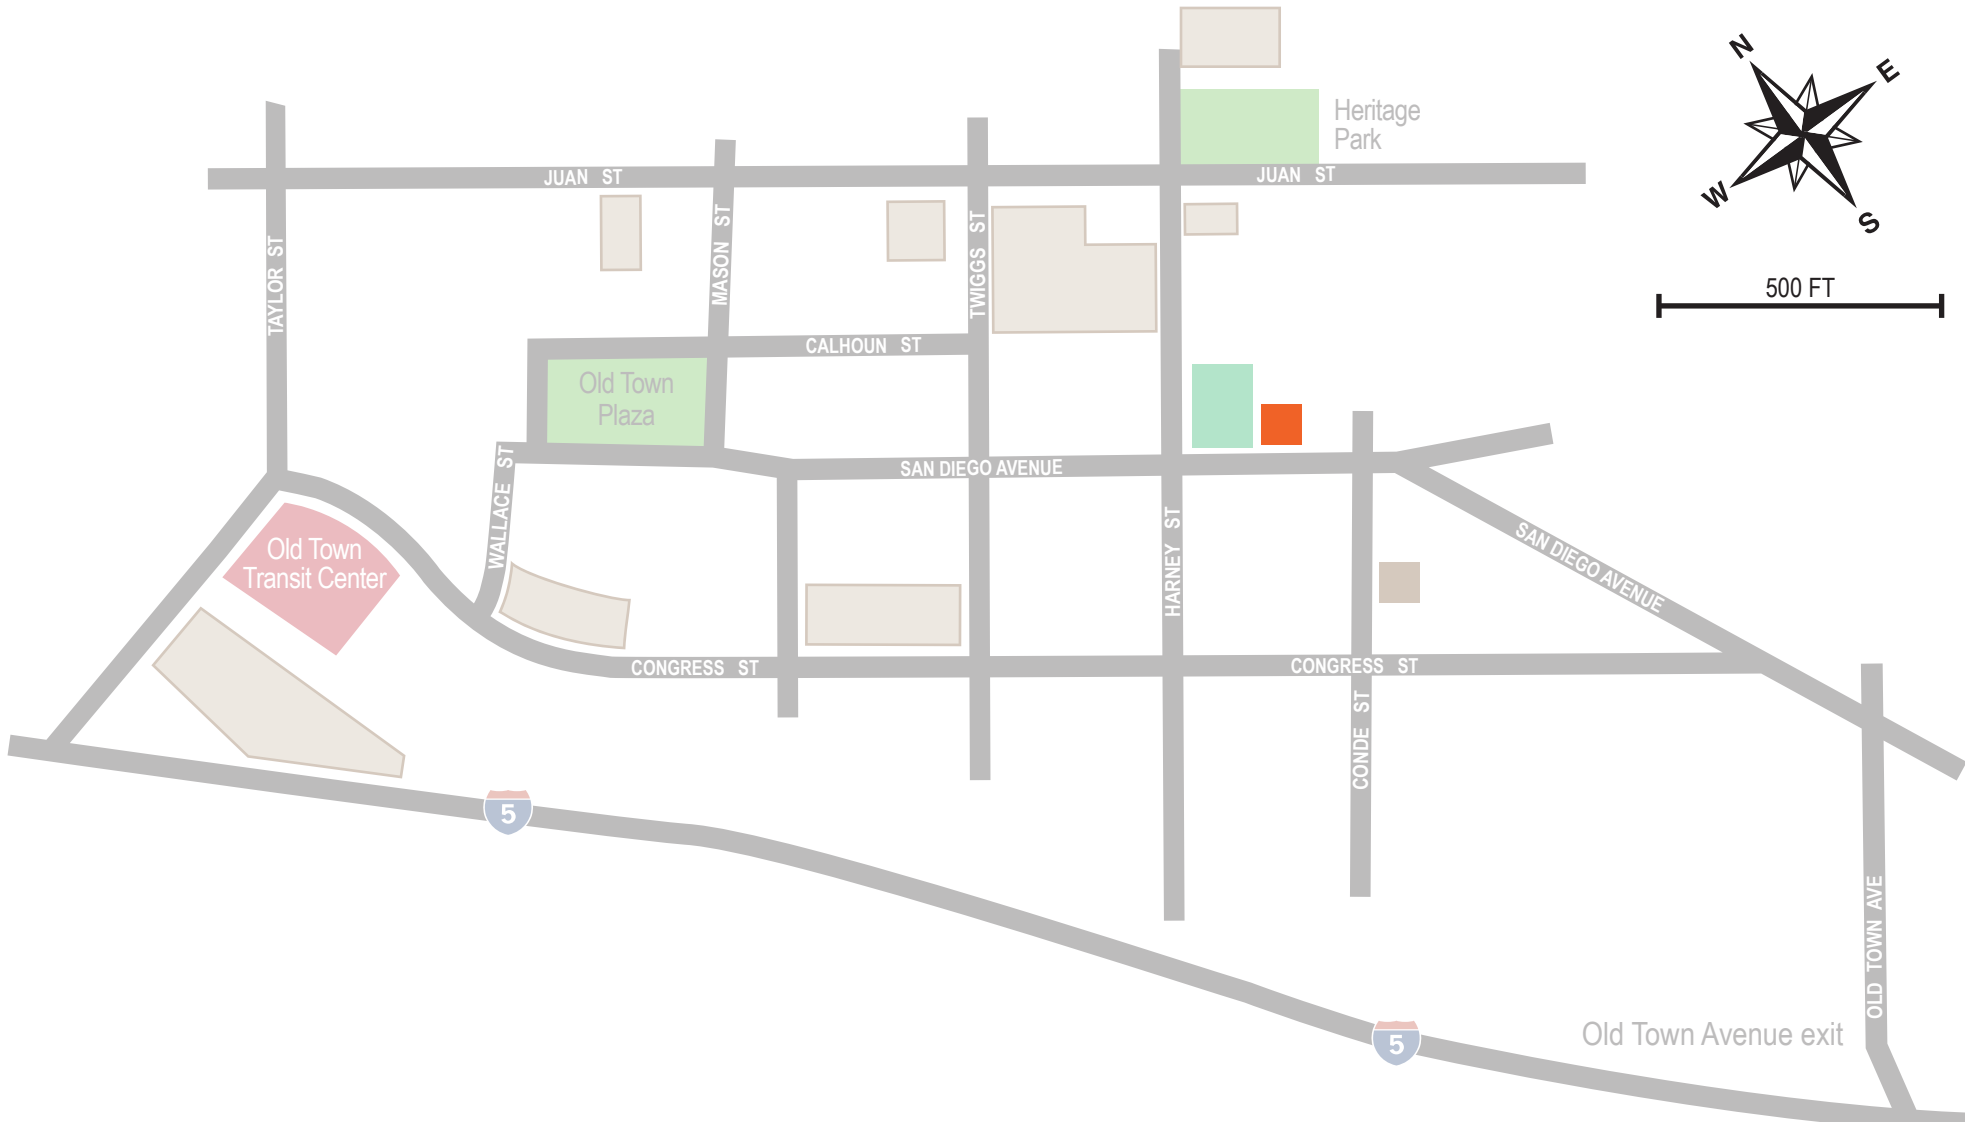 N
E
W
S
500 FT
Heritage
Park
JUAN ST
JUAN ST
TAYLOR ST
MASON ST
TWIGGS ST
CALHOUN ST
Old Town
Plaza
WALLACE ST
SAN DIEGO AVENUE
HARNEY ST
SAN DIEGO AVENUE
Old Town
Transit Center
CONGRESS ST
CONGRESS ST
CONDE ST
5
OLD TOWN AVE
Old Town Avenue exit
5